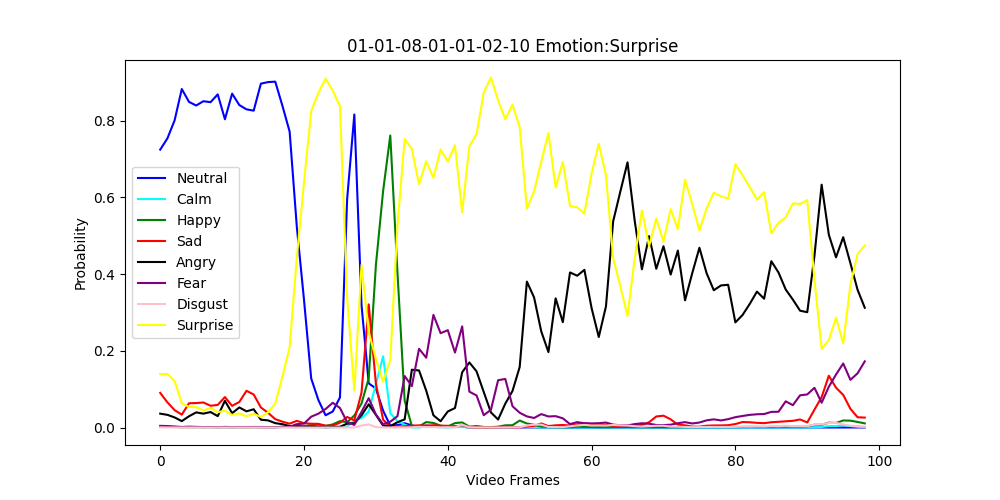 01-01-08-01-01-02-10 Emotion:Surprise
Probability
0.8
0.6
0.4
0.2
0.0
Neutral
Calm
Happy
Sad
Angry
Fear
Disgust
Surprise
0 20 40 60 80 100
Video Frames